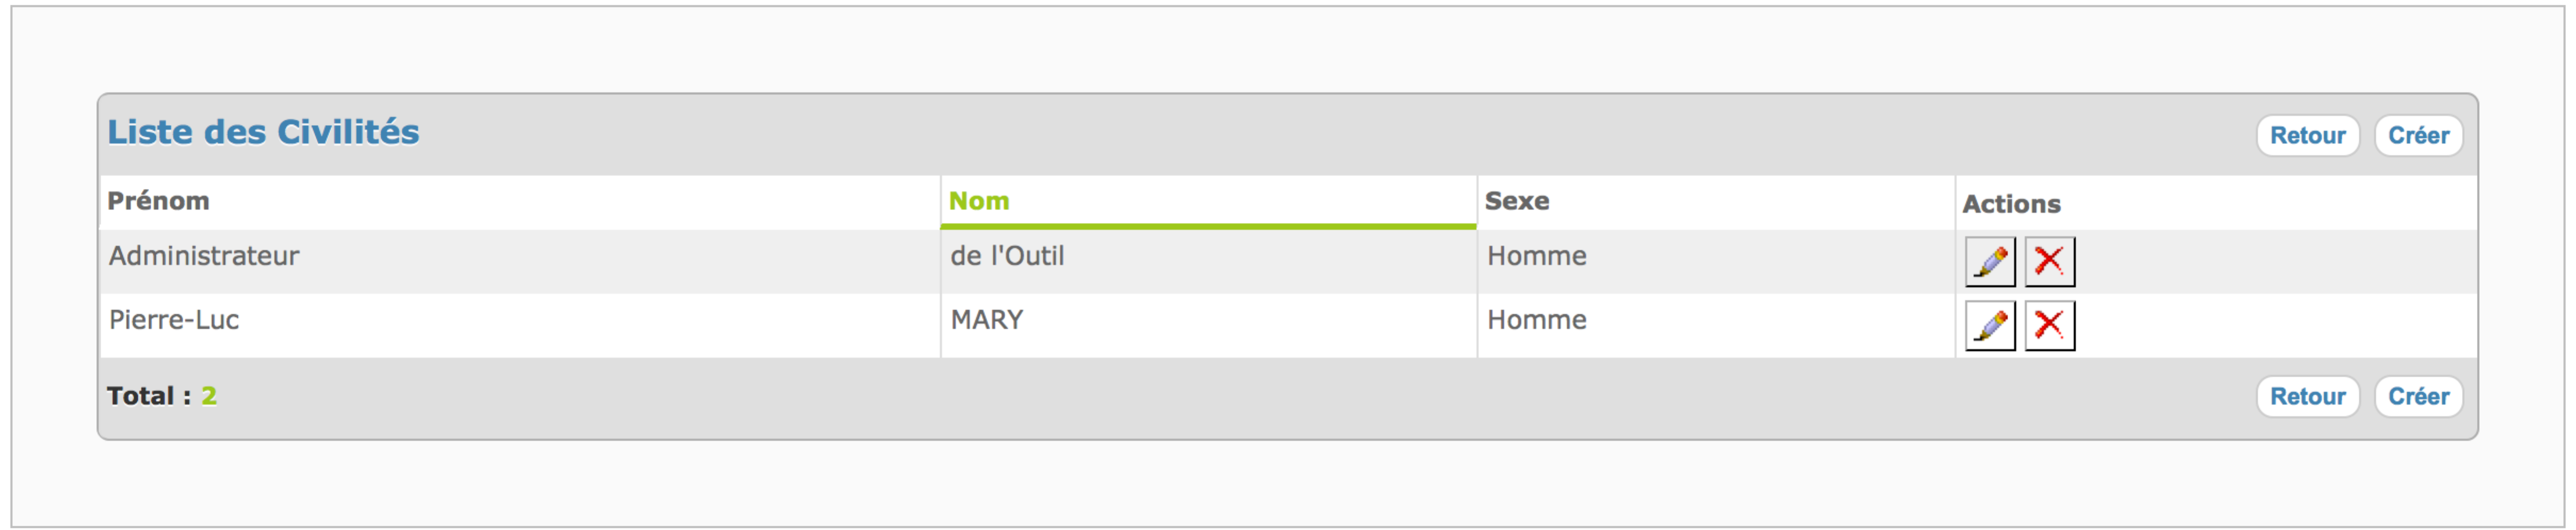 Liste des Civilités Retour Créer
Prénom Nom Sexe Actions
Administrateur de l'Outil Homme
Pierre-Luc MARY Homme
Total : 2 Retour Créer